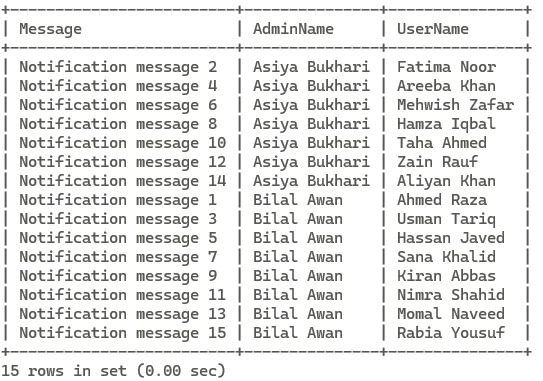 +-------------------------+---------------+---------------+
| Message                 | AdminName     | UserName      |
+-------------------------+---------------+---------------+
| Notification message 2  | Asiya Bukhari | Fatima Noor   |
| Notification message 4  | Asiya Bukhari | Areeba Khan   |
| Notification message 6  | Asiya Bukhari | Mehwish Zafar |
| Notification message 8  | Asiya Bukhari | Hamza Iqbal   |
| Notification message 10 | Asiya Bukhari | Taha Ahmed    |
| Notification message 12 | Asiya Bukhari | Zain Rauf     |
| Notification message 14 | Asiya Bukhari | Aliyan Khan   |
| Notification message 1  | Bilal Awan    | Ahmed Raza    |
| Notification message 3  | Bilal Awan    | Usman Tariq   |
| Notification message 5  | Bilal Awan    | Hassan Javed  |
| Notification message 7  | Bilal Awan    | Sana Khalid   |
| Notification message 9  | Bilal Awan    | Kiran Abbas   |
| Notification message 11 | Bilal Awan    | Nimra Shahid  |
| Notification message 13 | Bilal Awan    | Momal Naveed  |
| Notification message 15 | Bilal Awan    | Rabia Yousuf  |
+-------------------------+---------------+---------------+
15 rows in set (0.00 sec)